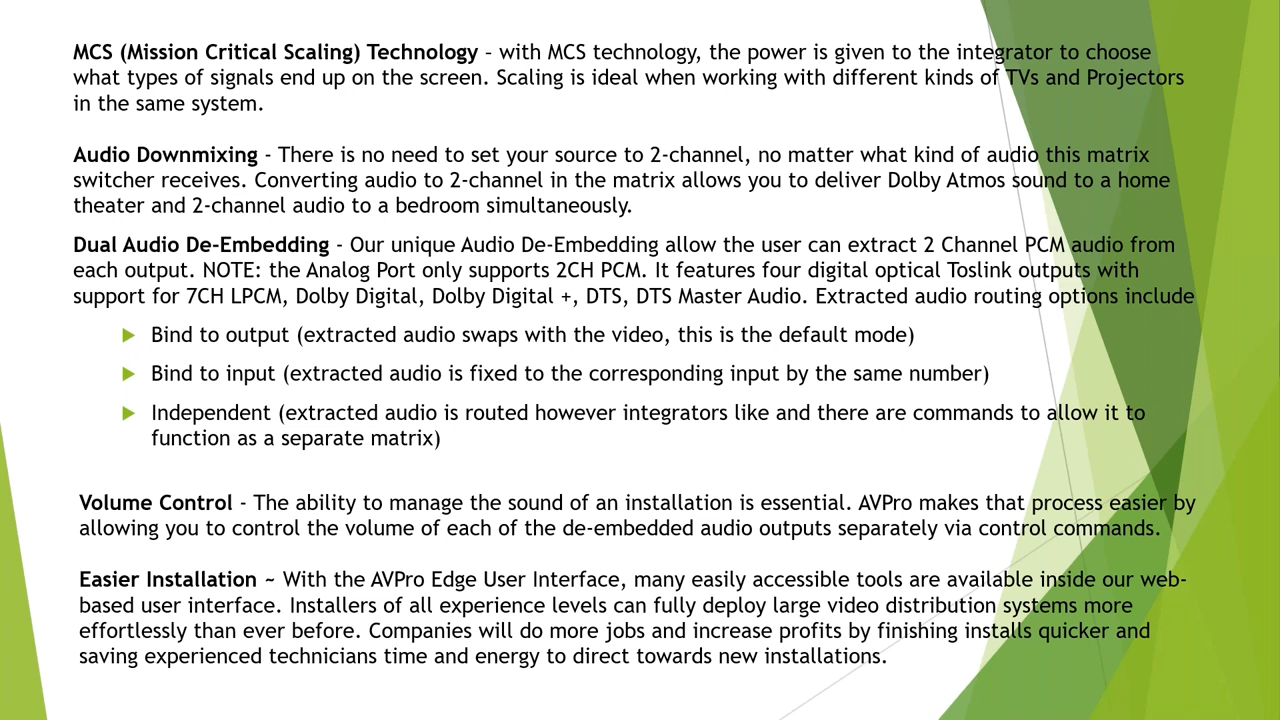 MCS (Mission Critical Scaling) Technology – with MCS technology, the power is given to the integrator to choose
what types of signals end up on the screen. Scaling is ideal when working with different kinds of TVs and Projectors
in the same system.
Audio Downmixing - There is no need to set your source to 2-channel, no matter what kind of audio this matrix
switcher receives. Converting audio to 2-channel in the matrix allows you to deliver Dolby Atmos sound to a home
theater and 2-channel audio to a bedroom simultaneously.
Dual Audio De-Embedding - Our unique Audio De-Embedding allow the user can extract 2 Channel PCM audio from
each output. NOTE: the Analog Port only supports 2CH PCM. It features four digital optical Toslink outputs with
support for 7CH LPCM, Dolby Digital, Dolby Digital +, DTS, DTS Master Audio. Extracted audio routing options include
Bind to output (extracted audio swaps with the video, this is the default mode)
Bind to input (extracted audio is fixed to the corresponding input by the same number)
Independent (extracted audio is routed however integrators like and there are commands to allow it to
function as a separate matrix)
Volume Control - The ability to manage the sound of an installation is essential. AVPro makes that process easier by
allowing you to control the volume of each of the de-embedded audio outputs separately via control commands.
Easier Installation ~ With the AVPro Edge User Interface, many easily accessible tools are available inside our web-
based user interface. Installers of all experience levels can fully deploy large video distribution systems more
effortlessly than ever before. Companies will do more jobs and increase profits by finishing installs quicker and
saving experienced technicians time and energy to direct towards new installations.